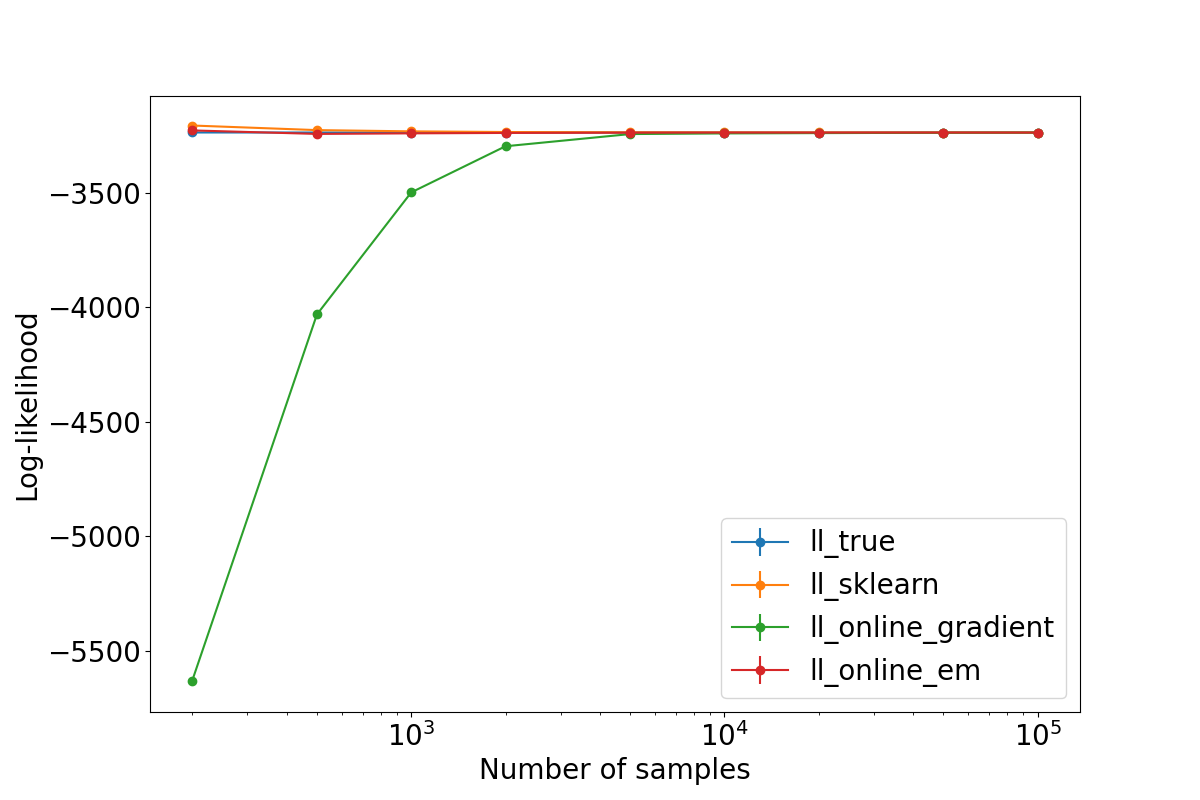 Log-likelihood
−3500
−4000
−4500
−5000
−5500
ll_true
ll_sklearn
ll_online_gradient
ll_online_em
10³
10⁴
10⁵
Number of samples